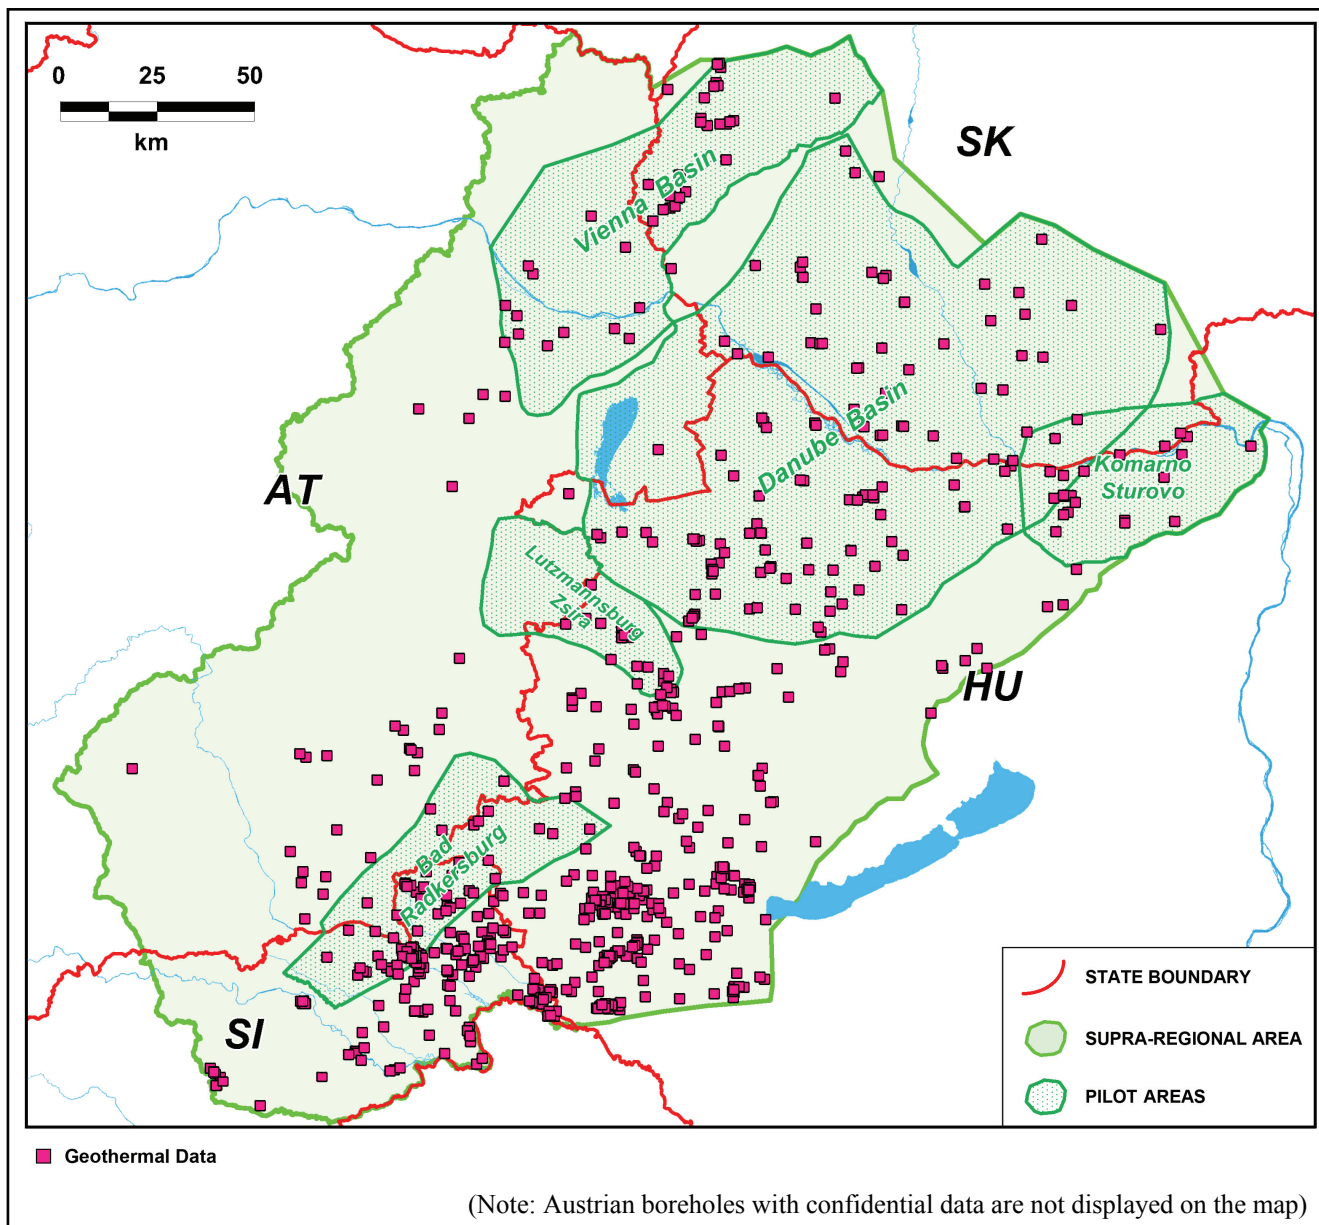 0 25 50
km
SK
Vienna Basin
Danube Basin
AT
Komarno
Sturovo
Lutzmannsburg
Zsira
HU
Bad
Radkersburg
SI
STATE BOUNDARY
SUPRA-REGIONAL AREA
PILOT AREAS
Geothermal Data
(Note: Austrian boreholes with confidential data are not displayed on the map)